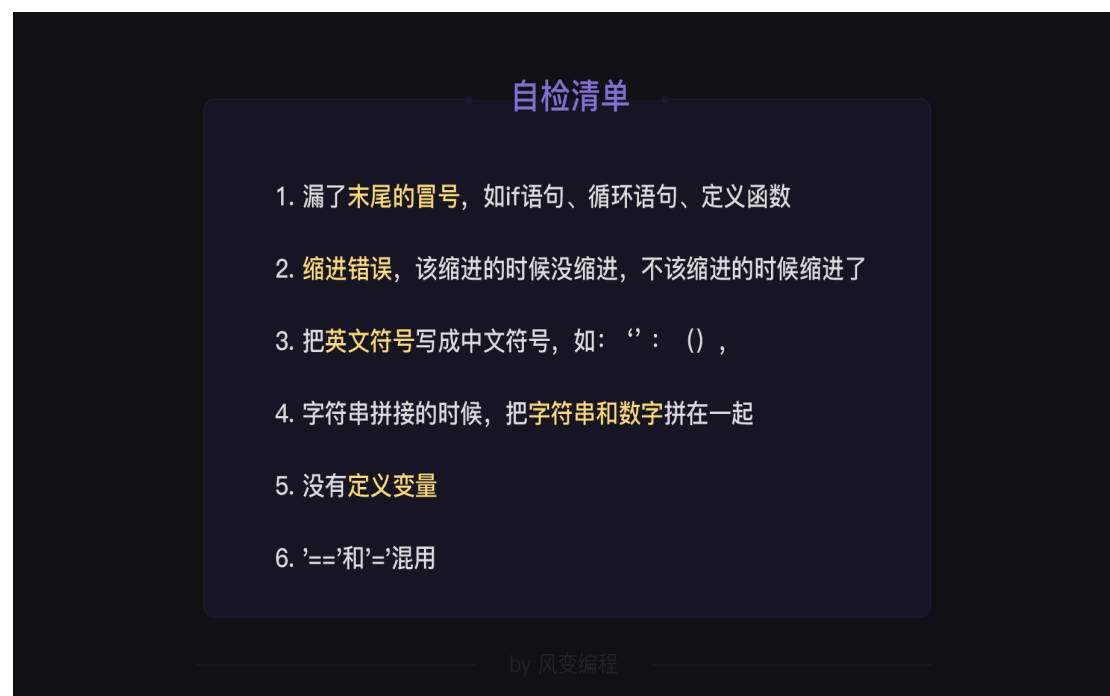 自检清单
1. 漏了末尾的冒号，如if语句、循环语句、定义函数
2. 缩进错误，该缩进的时候没缩进，不该缩进的时候缩进了
3. 把英文符号写成中文符号，如： ‘’ ： （） ，
4. 字符串拼接的时候，把字符串和数字拼在一起
5. 没有定义变量
6. ’==’和’=’混用
by 风变编程